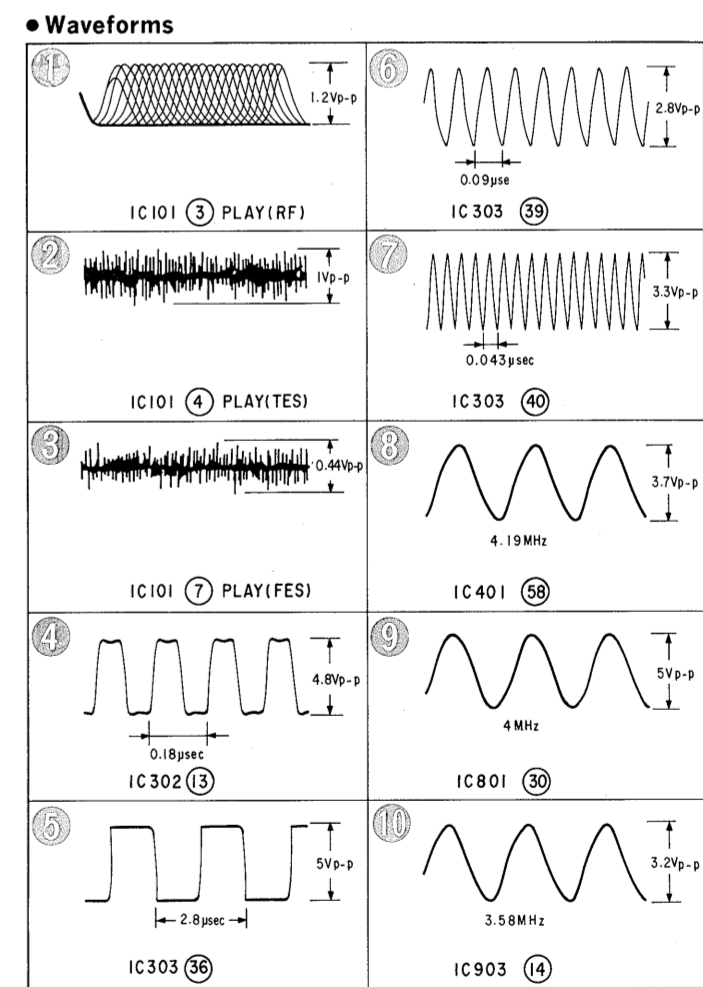 • Waveforms
1
1.2Vp-p
IC101 3 PLAY(RF)
2
1Vp-p
IC101 4 PLAY(TES)
3
0.44Vp-p
IC101 7 PLAY(FES)
4
4.8Vp-p
0.18µsec
IC302 13
5
5Vp-p
2.8µsec
IC303 36
6
2.8Vp-p
0.09µse
IC303 39
7
3.3Vp-p
0.043µsec
IC303 40
8
3.7Vp-p
4.19MHz
IC401 58
9
5Vp-p
4MHz
IC801 30
10
3.2Vp-p
3.58MHz
IC903 14